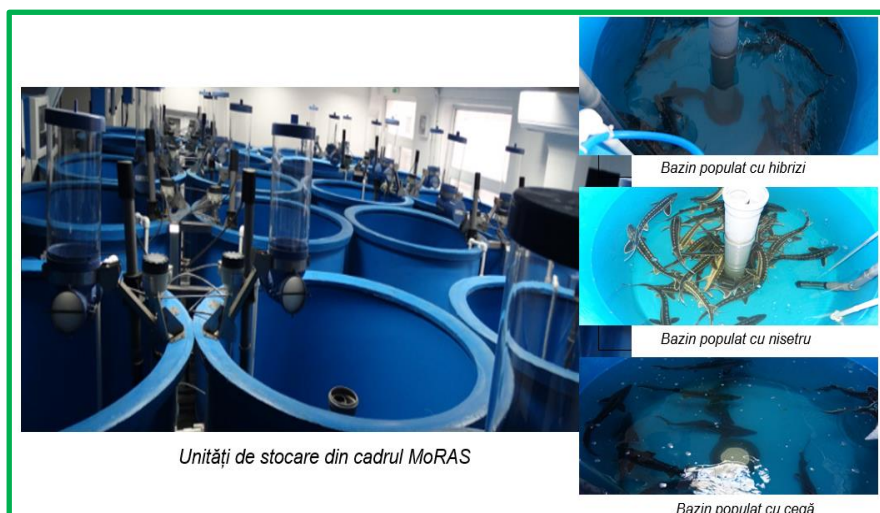 Bazin populat cu hibrizi
Bazin populat cu nisetru
Unități de stocare din cadrul MoRAS
Bazin populat cu cegă